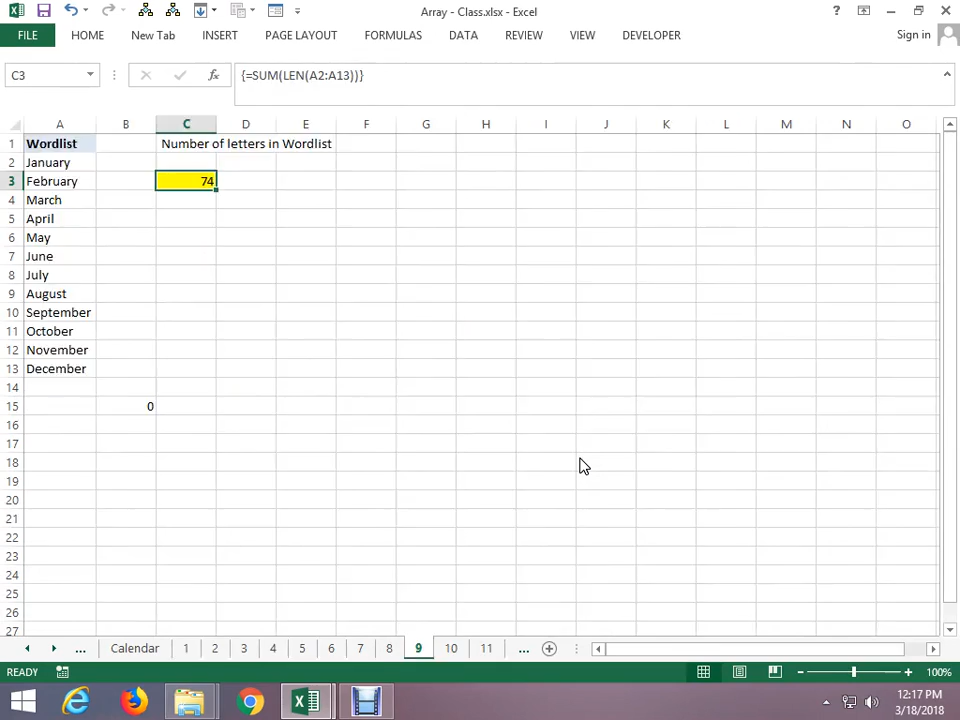 Array - Class.xlsx - Excel
?
FILE HOME New Tab INSERT PAGE LAYOUT FORMULAS DATA REVIEW VIEW DEVELOPER Sign in
C3 fx {=SUM(LEN(A2:A13))}
A B C D E F G H I J K L M N O
1 Wordlist Number of letters in Wordlist
2 January
3 February 74
4 March
5 April
6 May
7 June
8 July
9 August
10 September
11 October
12 November
13 December
14
15 0
16
17
18
19
20
21
22
23
24
25
26
27
... Calendar 1 2 3 4 5 6 7 8 9 10 11 ...
READY 100%
12:17 PM
3/18/2018